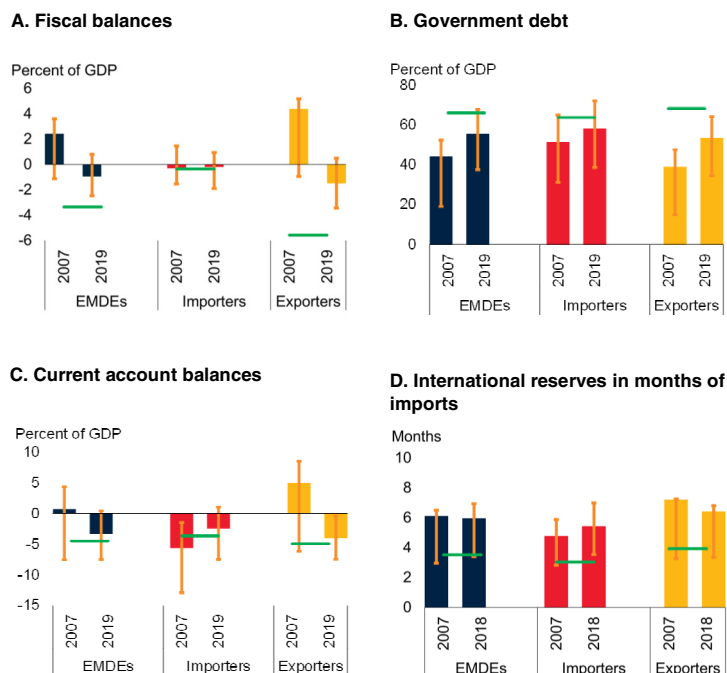 A. Fiscal balances
Percent of GDP
6
4
2
0
-2
-4
-6
2007
2019
2007
2019
2007
2019
EMDEs
Importers
Exporters
B. Government debt
Percent of GDP
80
60
40
20
0
2007
2019
2007
2019
2007
2019
EMDEs
Importers
Exporters
C. Current account balances
Percent of GDP
10
5
0
-5
-10
-15
2007
2019
2007
2019
2007
2019
EMDEs
Importers
Exporters
D. International reserves in months of
imports
Months
10
8
6
4
2
0
2007
2018
2007
2018
2007
2018
EMDEs
Importers
Exporters